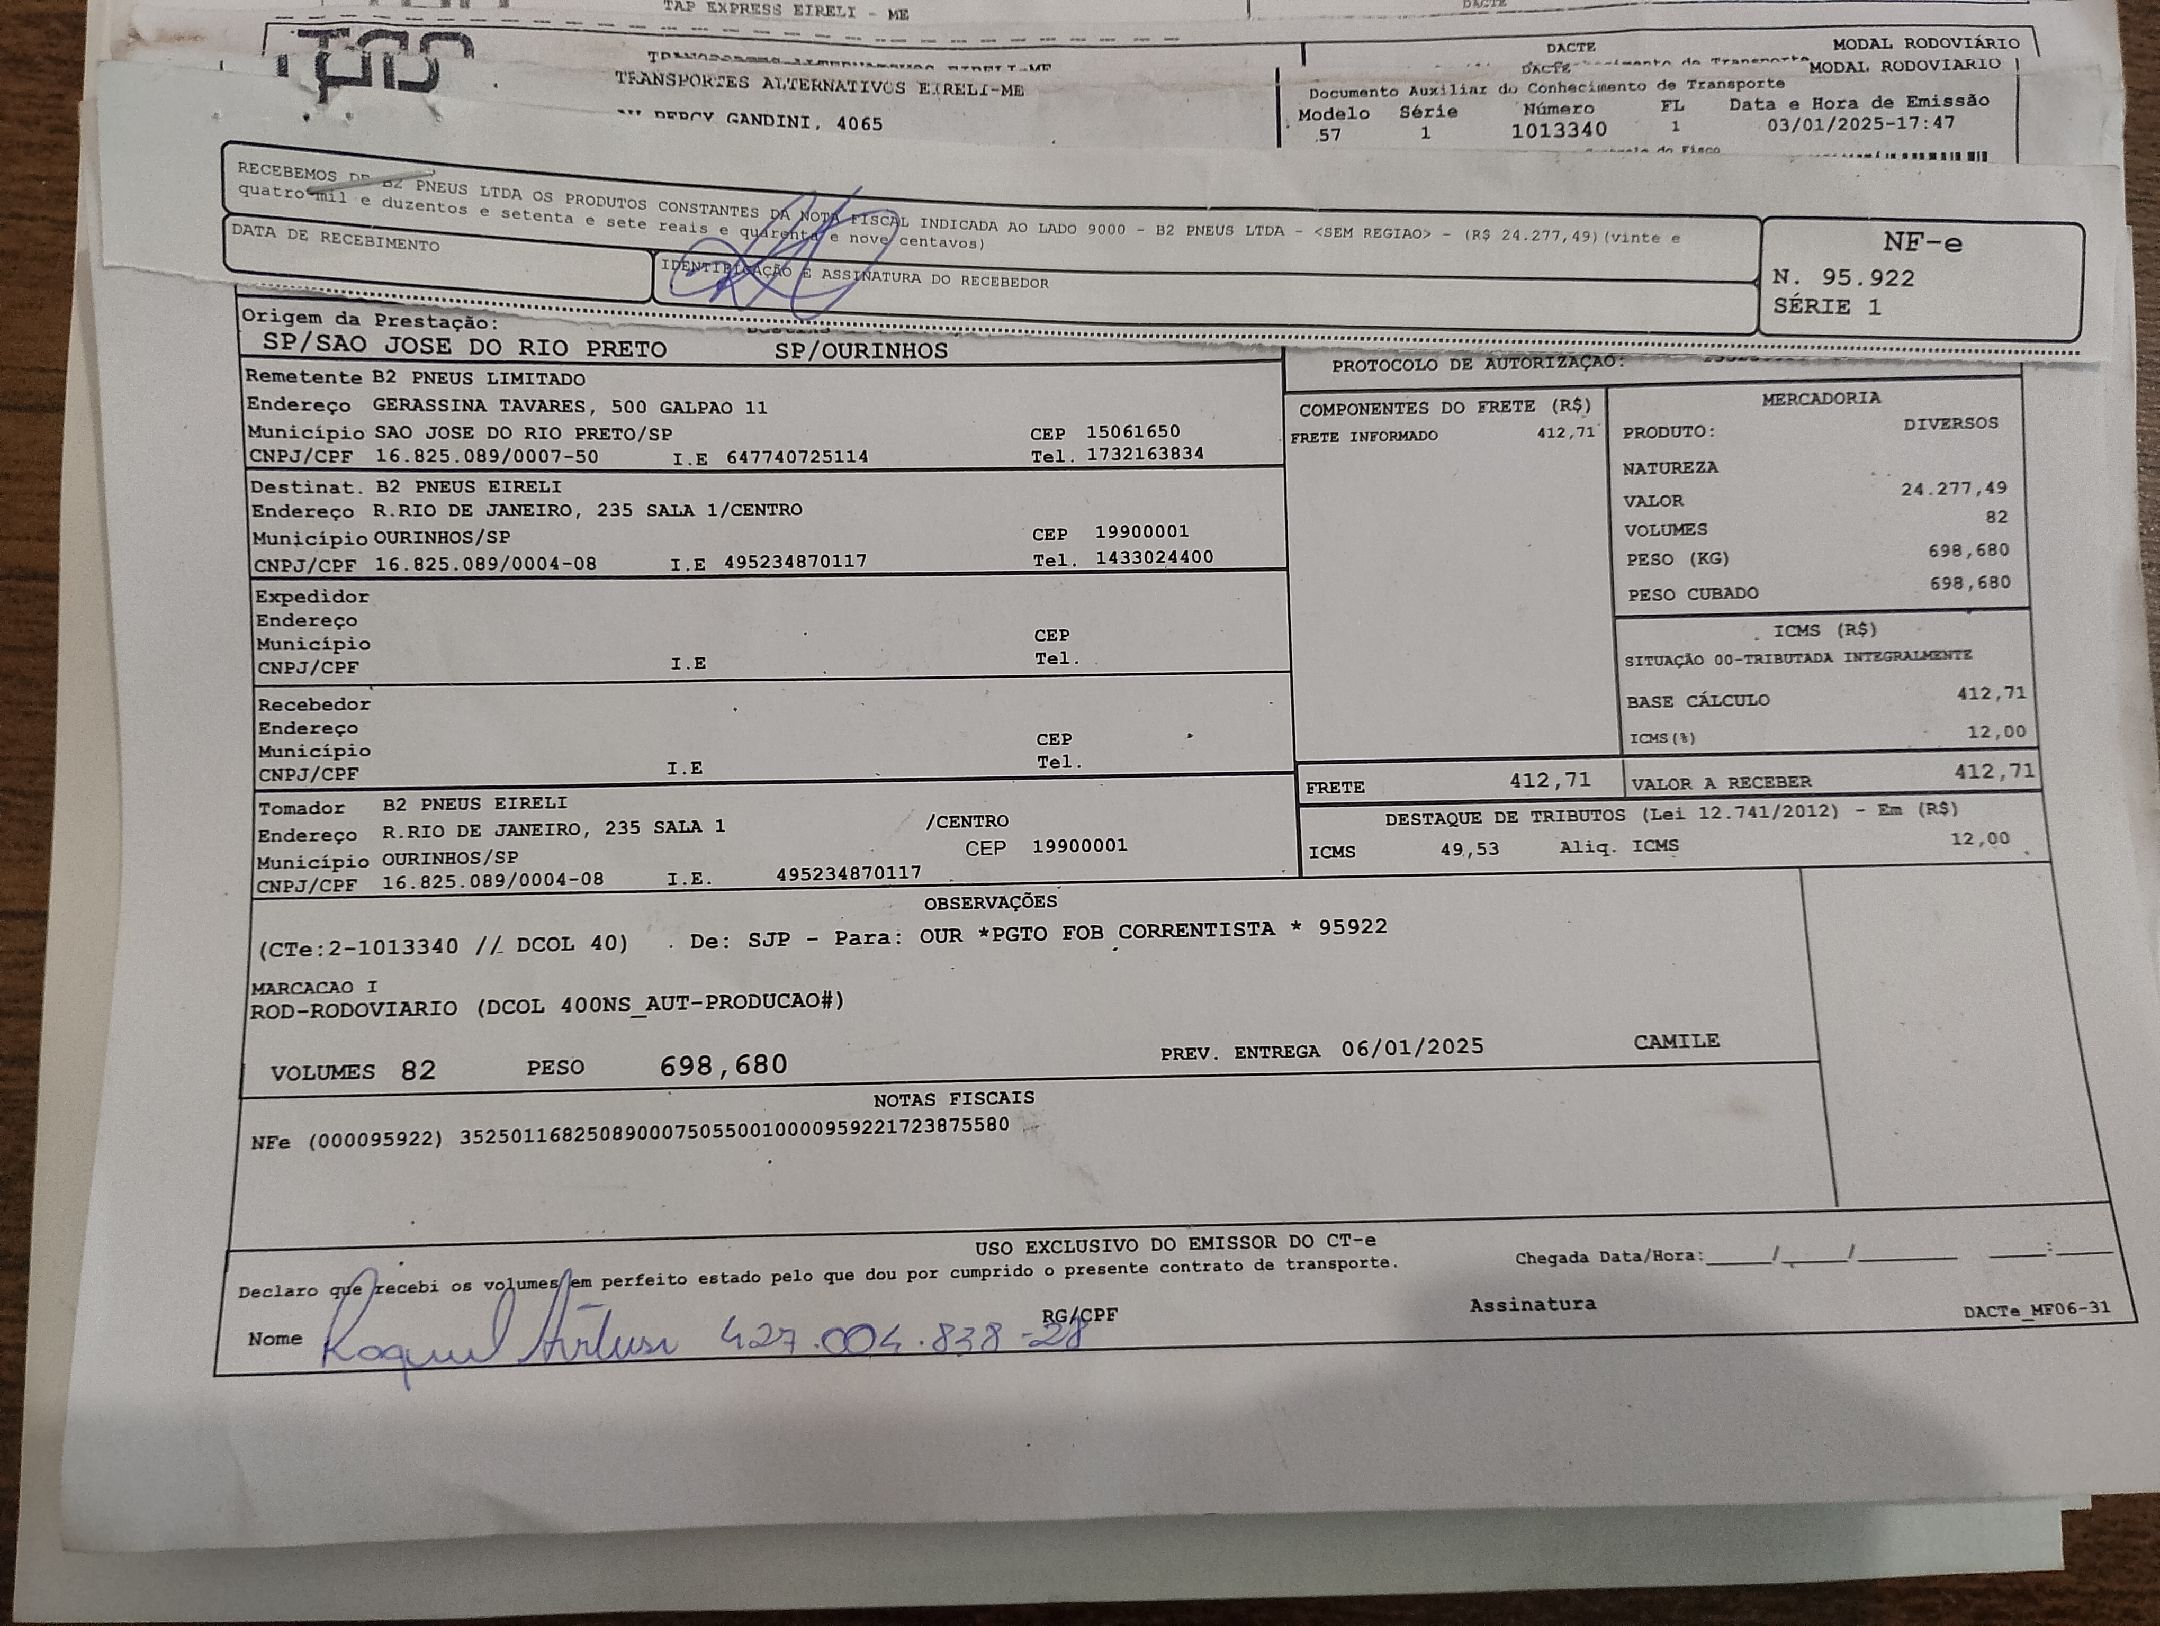 TAP EXPRESS EIRELI - ME
DACTE
DACTE
MODAL RODOVIÁRIO
TRANSPORTES ALTERNATIVOS EIRELI-ME
DACTE
MODAL RODOVIARIO
Documento Auxiliar do Conhecimento de Transporte
Modelo Série Número FL Data e Hora de Emissão
57 1 1013340 1 03/01/2025-17:47
PERCY GANDINI, 4065
RECEBEMOS DE B2 PNEUS LTDA OS PRODUTOS CONSTANTES DA NOTA FISCAL INDICADA AO LADO 9000 - B2 PNEUS LTDA - <SEM REGIAO> - (R$ 24.277,49)(vinte e
quatro mil e duzentos e setenta e sete reais e quarenta e nove centavos)
DATA DE RECEBIMENTO
IDENTIFICAÇÃO E ASSINATURA DO RECEBEDOR
NF-e
N. 95.922
SÉRIE 1
Origem da Prestação:
SP/SAO JOSE DO RIO PRETO SP/OURINHOS
PROTOCOLO DE AUTORIZAÇAO:
Remetente B2 PNEUS LIMITADO
Endereço GERASSINA TAVARES, 500 GALPAO 11
Município SAO JOSE DO RIO PRETO/SP CEP 15061650
CNPJ/CPF 16.825.089/0007-50 I.E 647740725114 Tel. 1732163834
Destinat. B2 PNEUS EIRELI
Endereço R.RIO DE JANEIRO, 235 SALA 1/CENTRO
Município OURINHOS/SP CEP 19900001
CNPJ/CPF 16.825.089/0004-08 I.E 495234870117 Tel. 1433024400
Expedidor
Endereço
Município CEP
CNPJ/CPF I.E Tel.
Recebedor
Endereço
Município CEP
CNPJ/CPF I.E Tel.
Tomador B2 PNEUS EIRELI
Endereço R.RIO DE JANEIRO, 235 SALA 1 /CENTRO
Município OURINHOS/SP CEP 19900001
CNPJ/CPF 16.825.089/0004-08 I.E. 495234870117
COMPONENTES DO FRETE (R$)
FRETE INFORMADO 412,71
MERCADORIA
PRODUTO: DIVERSOS
NATUREZA
VALOR 24.277,49
VOLUMES 82
PESO (KG) 698,680
PESO CUBADO 698,680
ICMS (R$)
SITUAÇÃO 00-TRIBUTADA INTEGRALMENTE
BASE CÁLCULO 412,71
ICMS(%) 12,00
FRETE 412,71 VALOR A RECEBER 412,71
DESTAQUE DE TRIBUTOS (Lei 12.741/2012) - Em (R$)
ICMS 49,53 Aliq. ICMS 12,00
OBSERVAÇÕES
(CTe:2-1013340 // DCOL 40) . De: SJP - Para: OUR *PGTO FOB CORRENTISTA * 95922
MARCACAO I
ROD-RODOVIARIO (DCOL 400NS_AUT-PRODUCAO#)
VOLUMES 82 PESO 698,680 PREV. ENTREGA 06/01/2025 CAMILE
NOTAS FISCAIS
NFe (000095922) 35250116825089000750550010000959221723875580
USO EXCLUSIVO DO EMISSOR DO CT-e
Declaro que recebi os volumes em perfeito estado pelo que dou por cumprido o presente contrato de transporte.
Chegada Data/Hora:_____/_____/_______ ____:____
Nome Raquel Artusi RG/CPF 427.004.838-28 Assinatura
DACTe_MF06-31